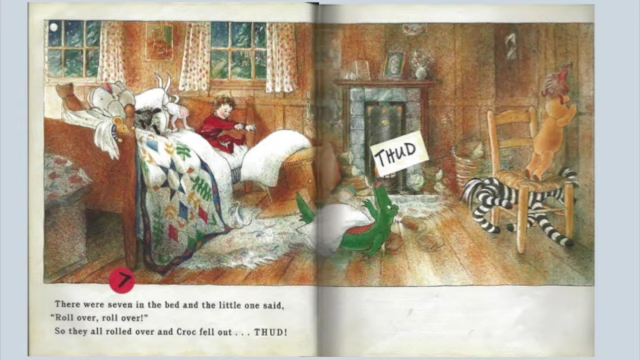 THUD
7
There were seven in the bed and the little one said,
"Roll over, roll over!"
So they all rolled over and Croc fell out . . . THUD!